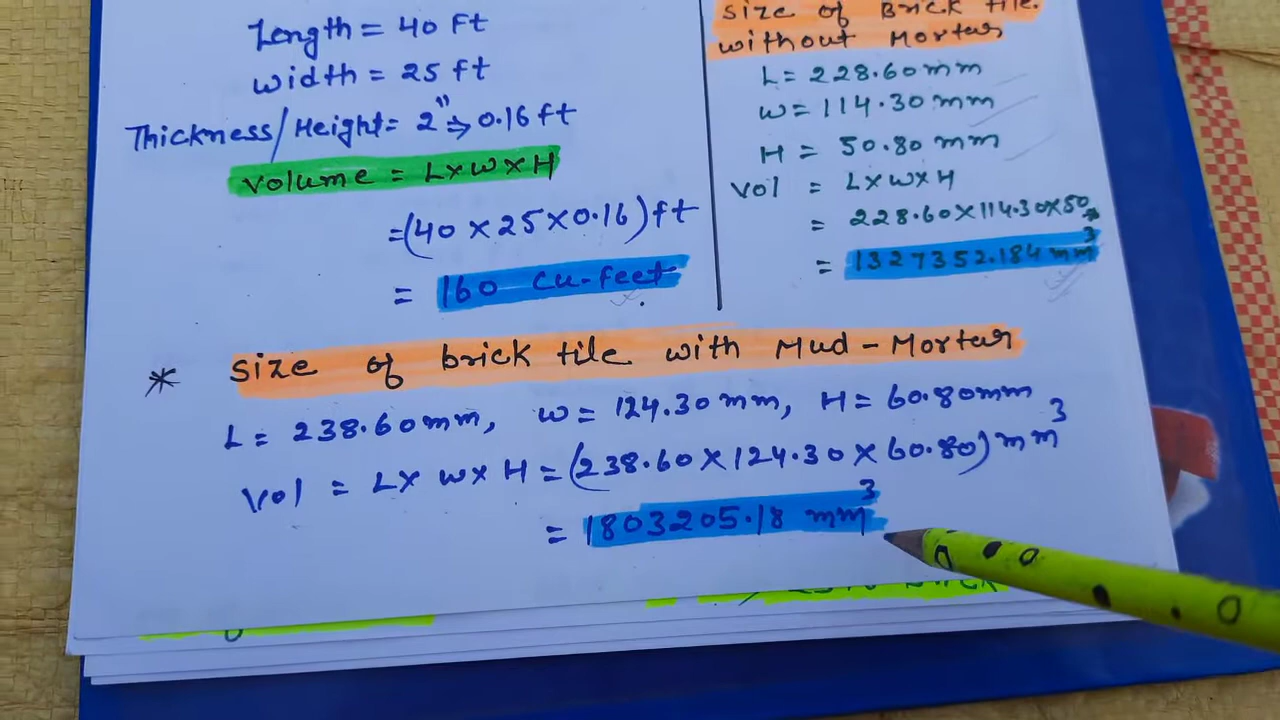 Length = 40 Ft
width = 25 ft
Thickness/Height = 2" ⇒ 0.16 ft
Volume = L×W×H
= (40 × 25 × 0.16) ft
= 160 cu-feet
size of Brick tile.
without Mortar
L = 228.60 mm
W = 114.30 mm
H = 50.80 mm
Vol = L×W×H
= 228.60×114.30×50
= 1327352.184 mm³
* size of brick tile with Mud-Mortar
L = 238.60mm, w = 124.30mm, H = 60.80mm
Vol = L× W× H = (238.60×124.30×60.80) mm³
= 1803205.18 mm³